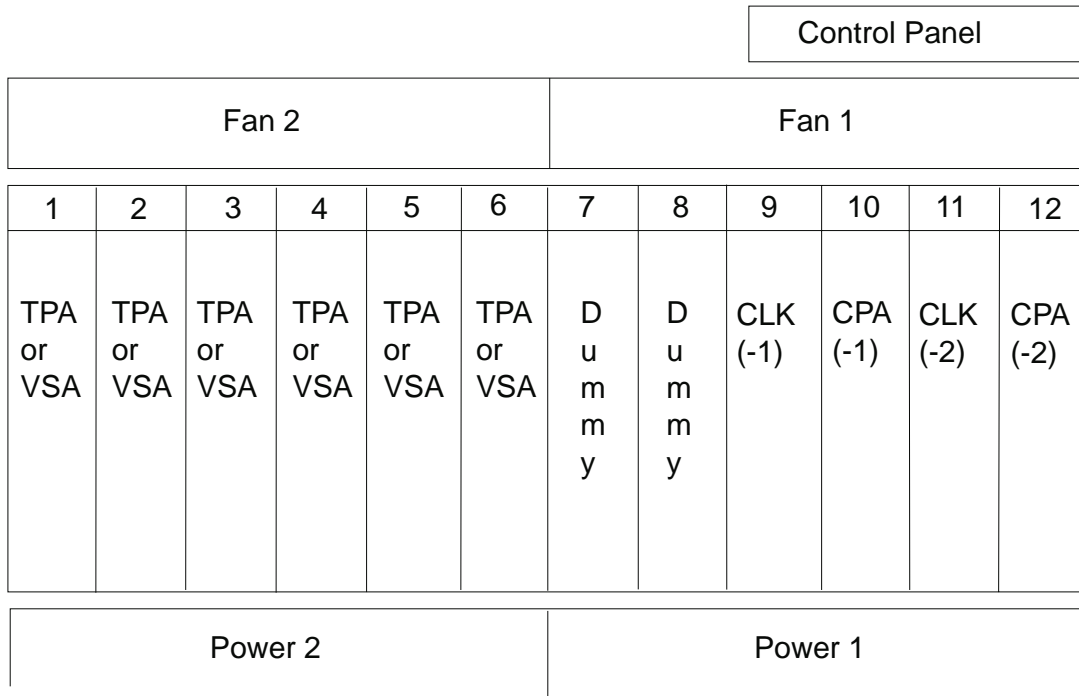 Control Panel
Fan 2 Fan 1
1 2 3 4 5 6 7 8 9 10 11 12
TPA
or
VSA
TPA
or
VSA
TPA
or
VSA
TPA
or
VSA
TPA
or
VSA
TPA
or
VSA
D
u
m
m
y
D
u
m
m
y
CLK
(-1)
CPA
(-1)
CLK
(-2)
CPA
(-2)
Power 2 Power 1